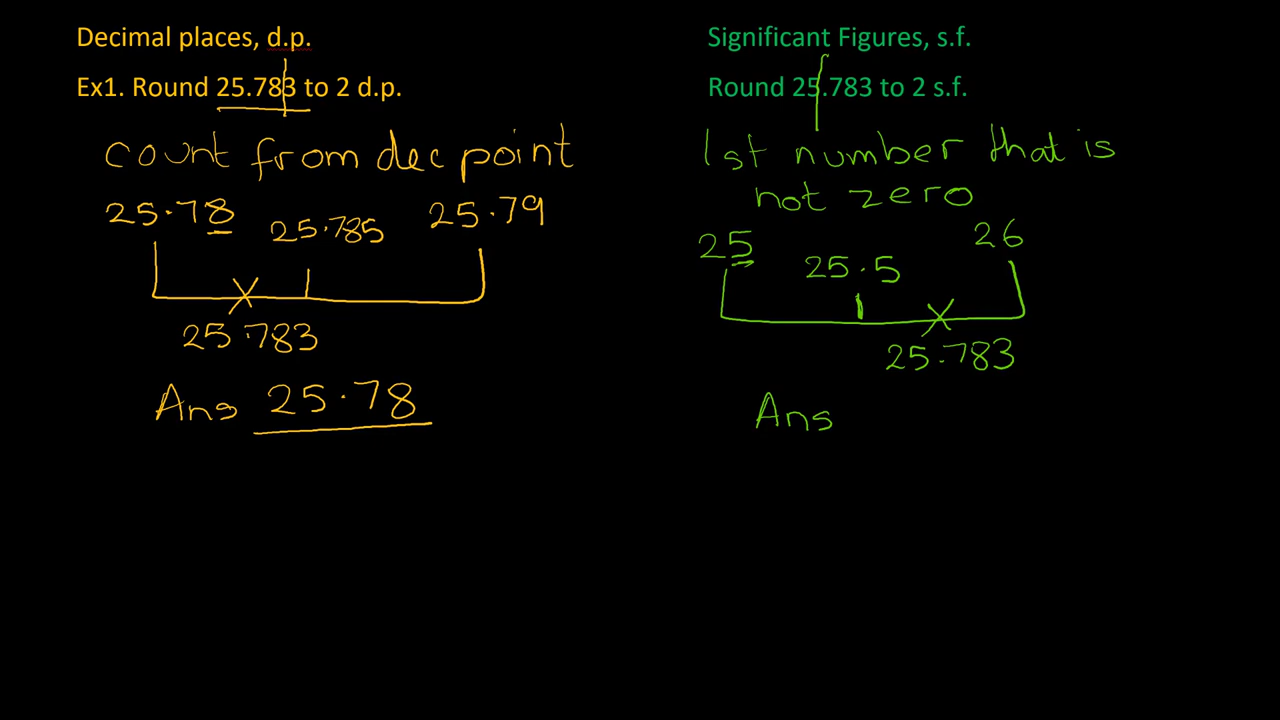 Decimal places, d.p.
Ex1. Round 25.783 to 2 d.p.
count from dec point
25.78 25.785 25.79
25.783
Ans 25.78
Significant Figures, s.f.
Round 25.783 to 2 s.f.
1st number that is
not zero
25 25.5 26
25.783
Ans